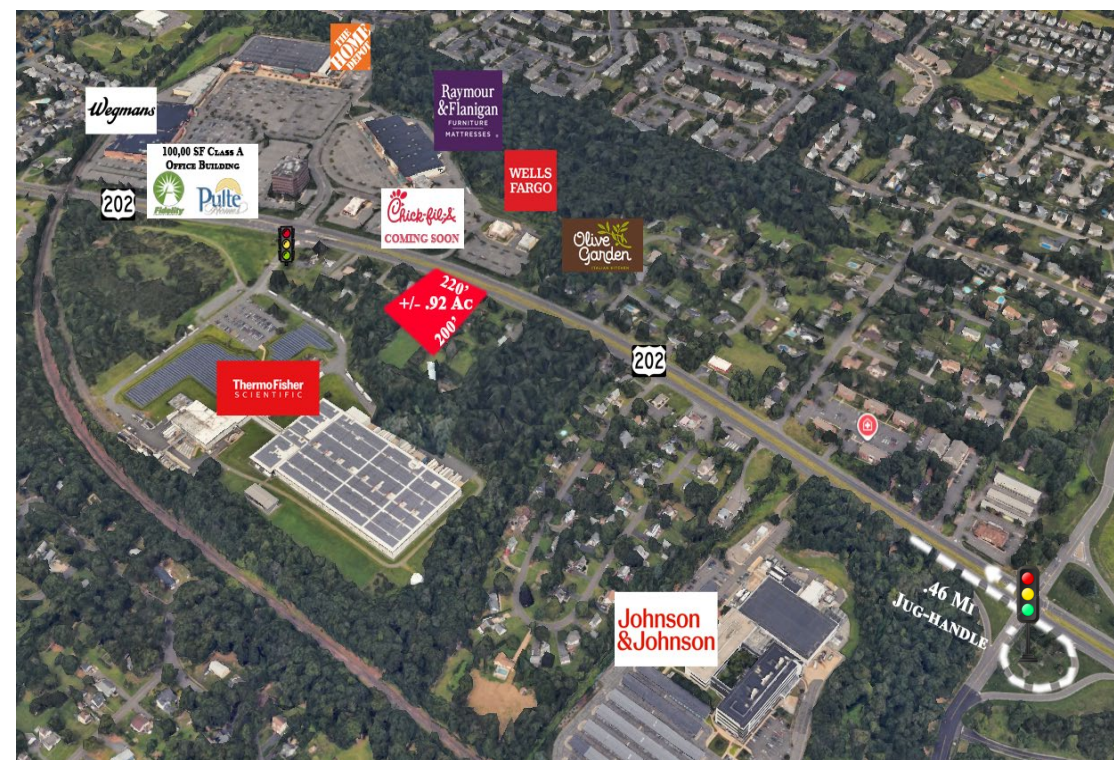 THE
HOME
DEPOT
Wegmans
Raymour
&Flanigan
FURNITURE
MATTRESSES
100,00 SF CLASS A
OFFICE BUILDING
Fidelity
Pulte
Homes
202
WELLS
FARGO
Chick-fil-A
COMING SOON
Olive
Garden
ITALIAN KITCHEN
220'
+/- .92 AC
200'
202
ThermoFisher
SCIENTIFIC
.46 MI
JUG-HANDLE
Johnson
&Johnson